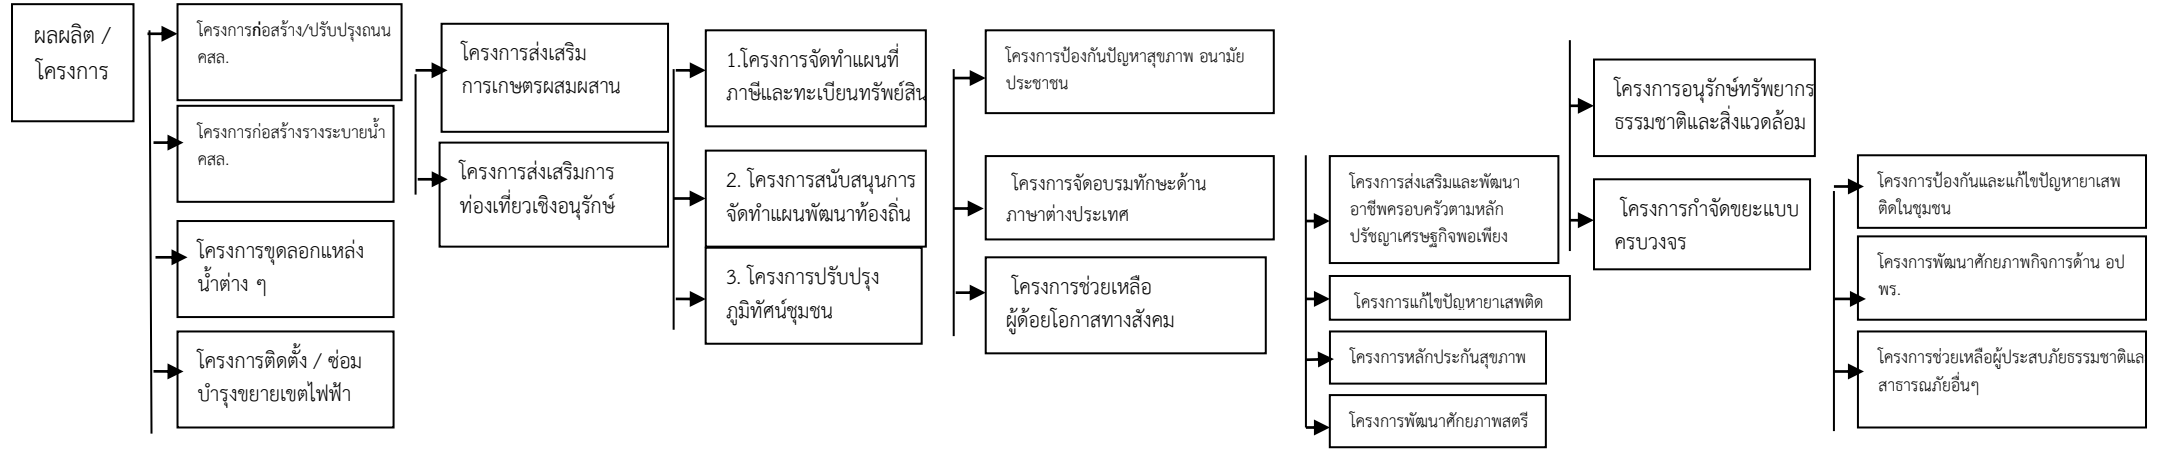 ผลผลิต /
โครงการ
โครงการก่อสร้าง/ปรับปรุงถนน
คสล.
โครงการก่อสร้างรางระบายน้ำ
คสล.
โครงการขุดลอกแหล่ง
น้ำต่าง ๆ
โครงการติดตั้ง / ซ่อม
บำรุงขยายเขตไฟฟ้า
โครงการส่งเสริม
การเกษตรผสมผสาน
โครงการส่งเสริมการ
ท่องเที่ยวเชิงอนุรักษ์
1.โครงการจัดทำแผนที่
ภาษีและทะเบียนทรัพย์สิน
2. โครงการสนับสนุนการ
จัดทำแผนพัฒนาท้องถิ่น
3. โครงการปรับปรุง
ภูมิทัศน์ชุมชน
โครงการป้องกันปัญหาสุขภาพ อนามัย
ประชาชน
โครงการจัดอบรมทักษะด้าน
ภาษาต่างประเทศ
โครงการช่วยเหลือ
ผู้ด้อยโอกาสทางสังคม
โครงการส่งเสริมและพัฒนา
อาชีพครอบครัวตามหลัก
ปรัชญาเศรษฐกิจพอเพียง
โครงการแก้ไขปัญหายาเสพติด
โครงการหลักประกันสุขภาพ
โครงการพัฒนาศักยภาพสตรี
โครงการอนุรักษ์ทรัพยากร
ธรรมชาติและสิ่งแวดล้อม
โครงการกำจัดขยะแบบ
ครบวงจร
โครงการป้องกันและแก้ไขปัญหายาเสพ
ติดในชุมชน
โครงการพัฒนาศักยภาพกิจการด้าน อป
พร.
โครงการช่วยเหลือผู้ประสบภัยธรรมชาติแล
สาธารณภัยอื่นๆ